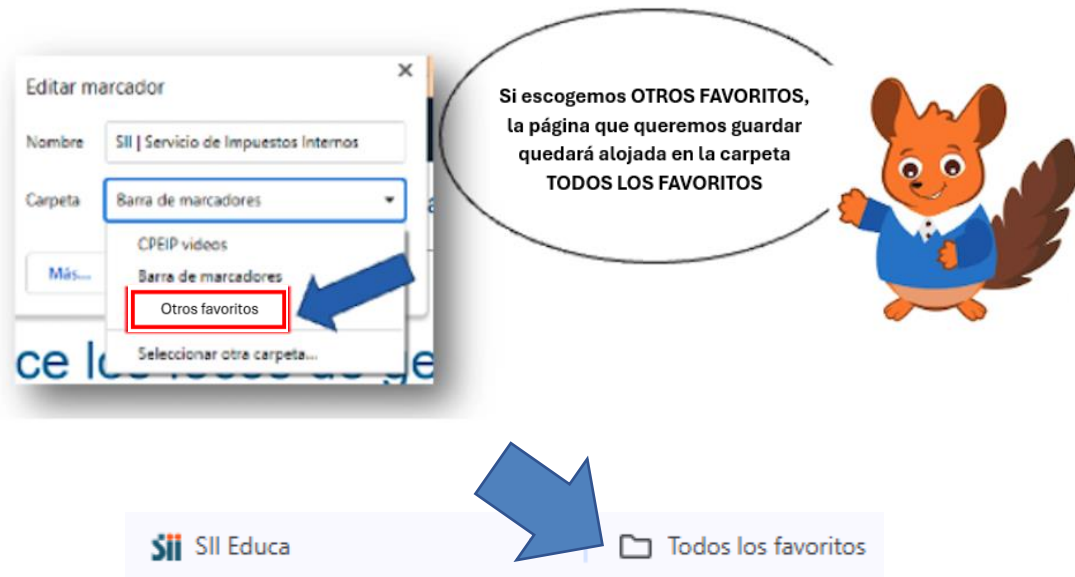 Editar marcador
Nombre SII | Servicio de Impuestos Internos
Carpeta Barra de marcadores
CPEIP videos
Más... Barra de marcadores
Otros favoritos
Seleccionar otra carpeta...
Si escogemos OTROS FAVORITOS,
la página que queremos guardar
quedará alojada en la carpeta
TODOS LOS FAVORITOS
Sii SII Educa
Todos los favoritos